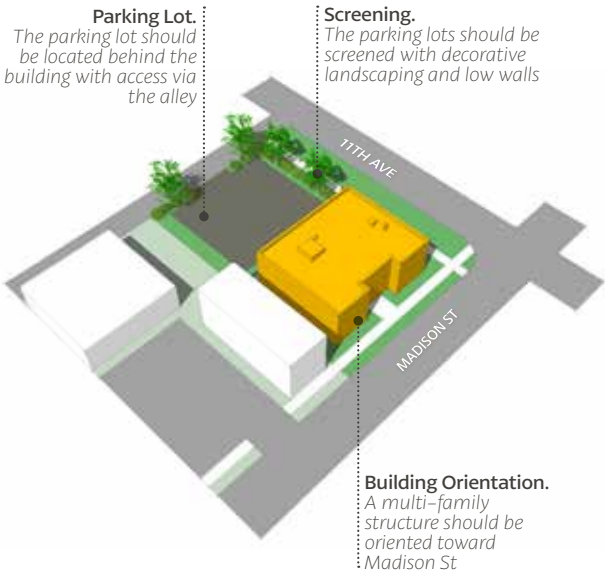 Parking Lot.
The parking lot should
be located behind the
building with access via
the alley
Screening.
The parking lots should be
screened with decorative
landscaping and low walls
11TH AVE
MADISON ST
Building Orientation.
A multi-family
structure should be
oriented toward
Madison St